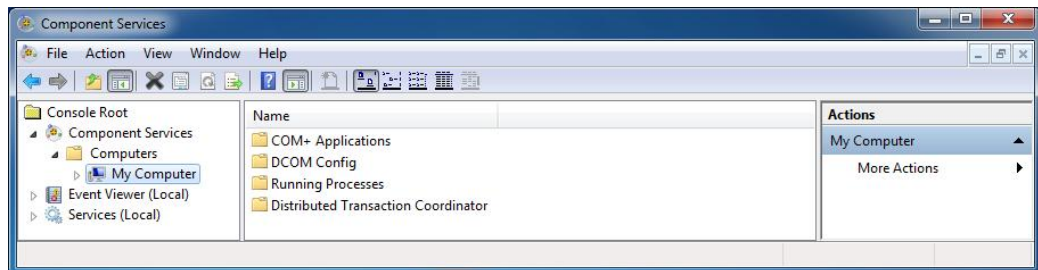 Component Services
File Action View Window Help
Console Root
Component Services
Computers
My Computer
Event Viewer (Local)
Services (Local)
Name
COM+ Applications
DCOM Config
Running Processes
Distributed Transaction Coordinator
Actions
My Computer
More Actions